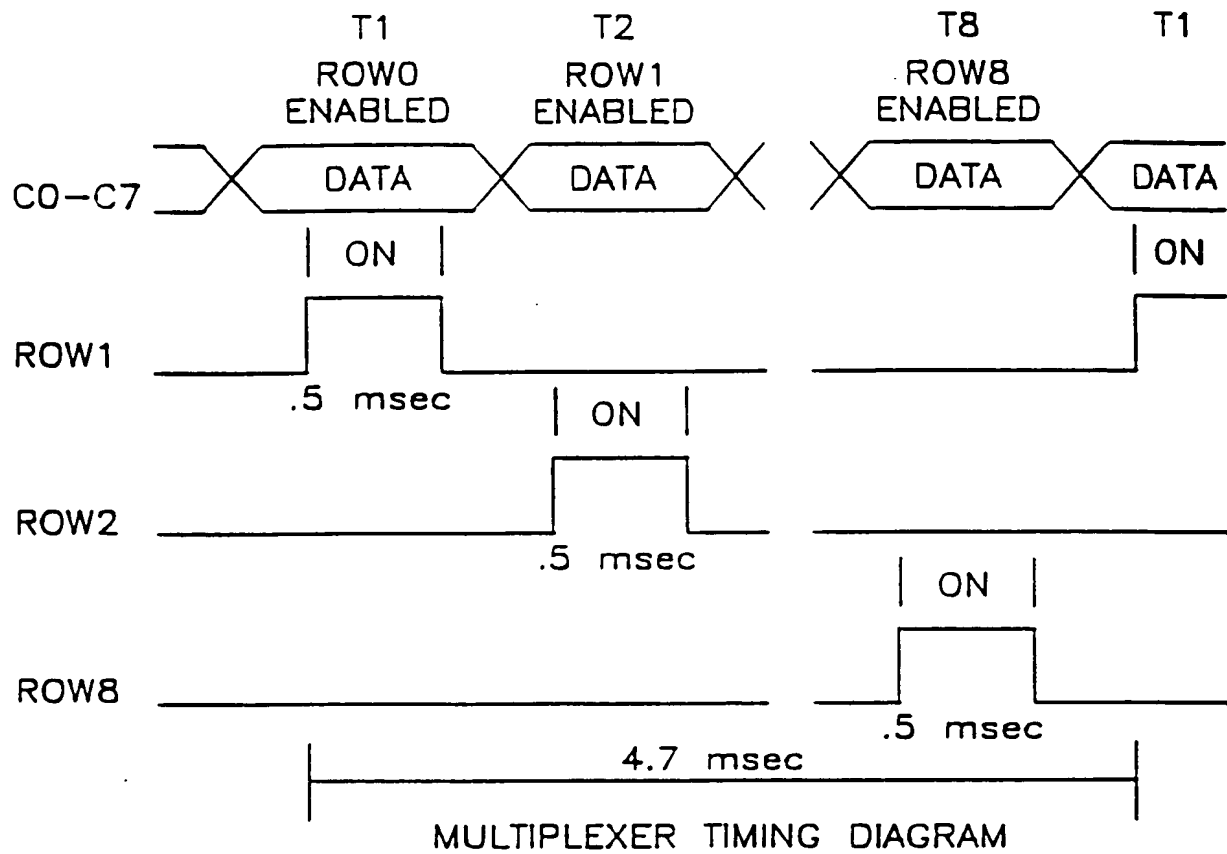 T1 T2 T8 T1
ROW0 ROW1 ROW8
ENABLED ENABLED ENABLED
C0-C7 DATA DATA DATA DATA
ON ON
ROW1
.5 msec
ON
ROW2
.5 msec
ON
ROW8
.5 msec
4.7 msec
MULTIPLEXER TIMING DIAGRAM